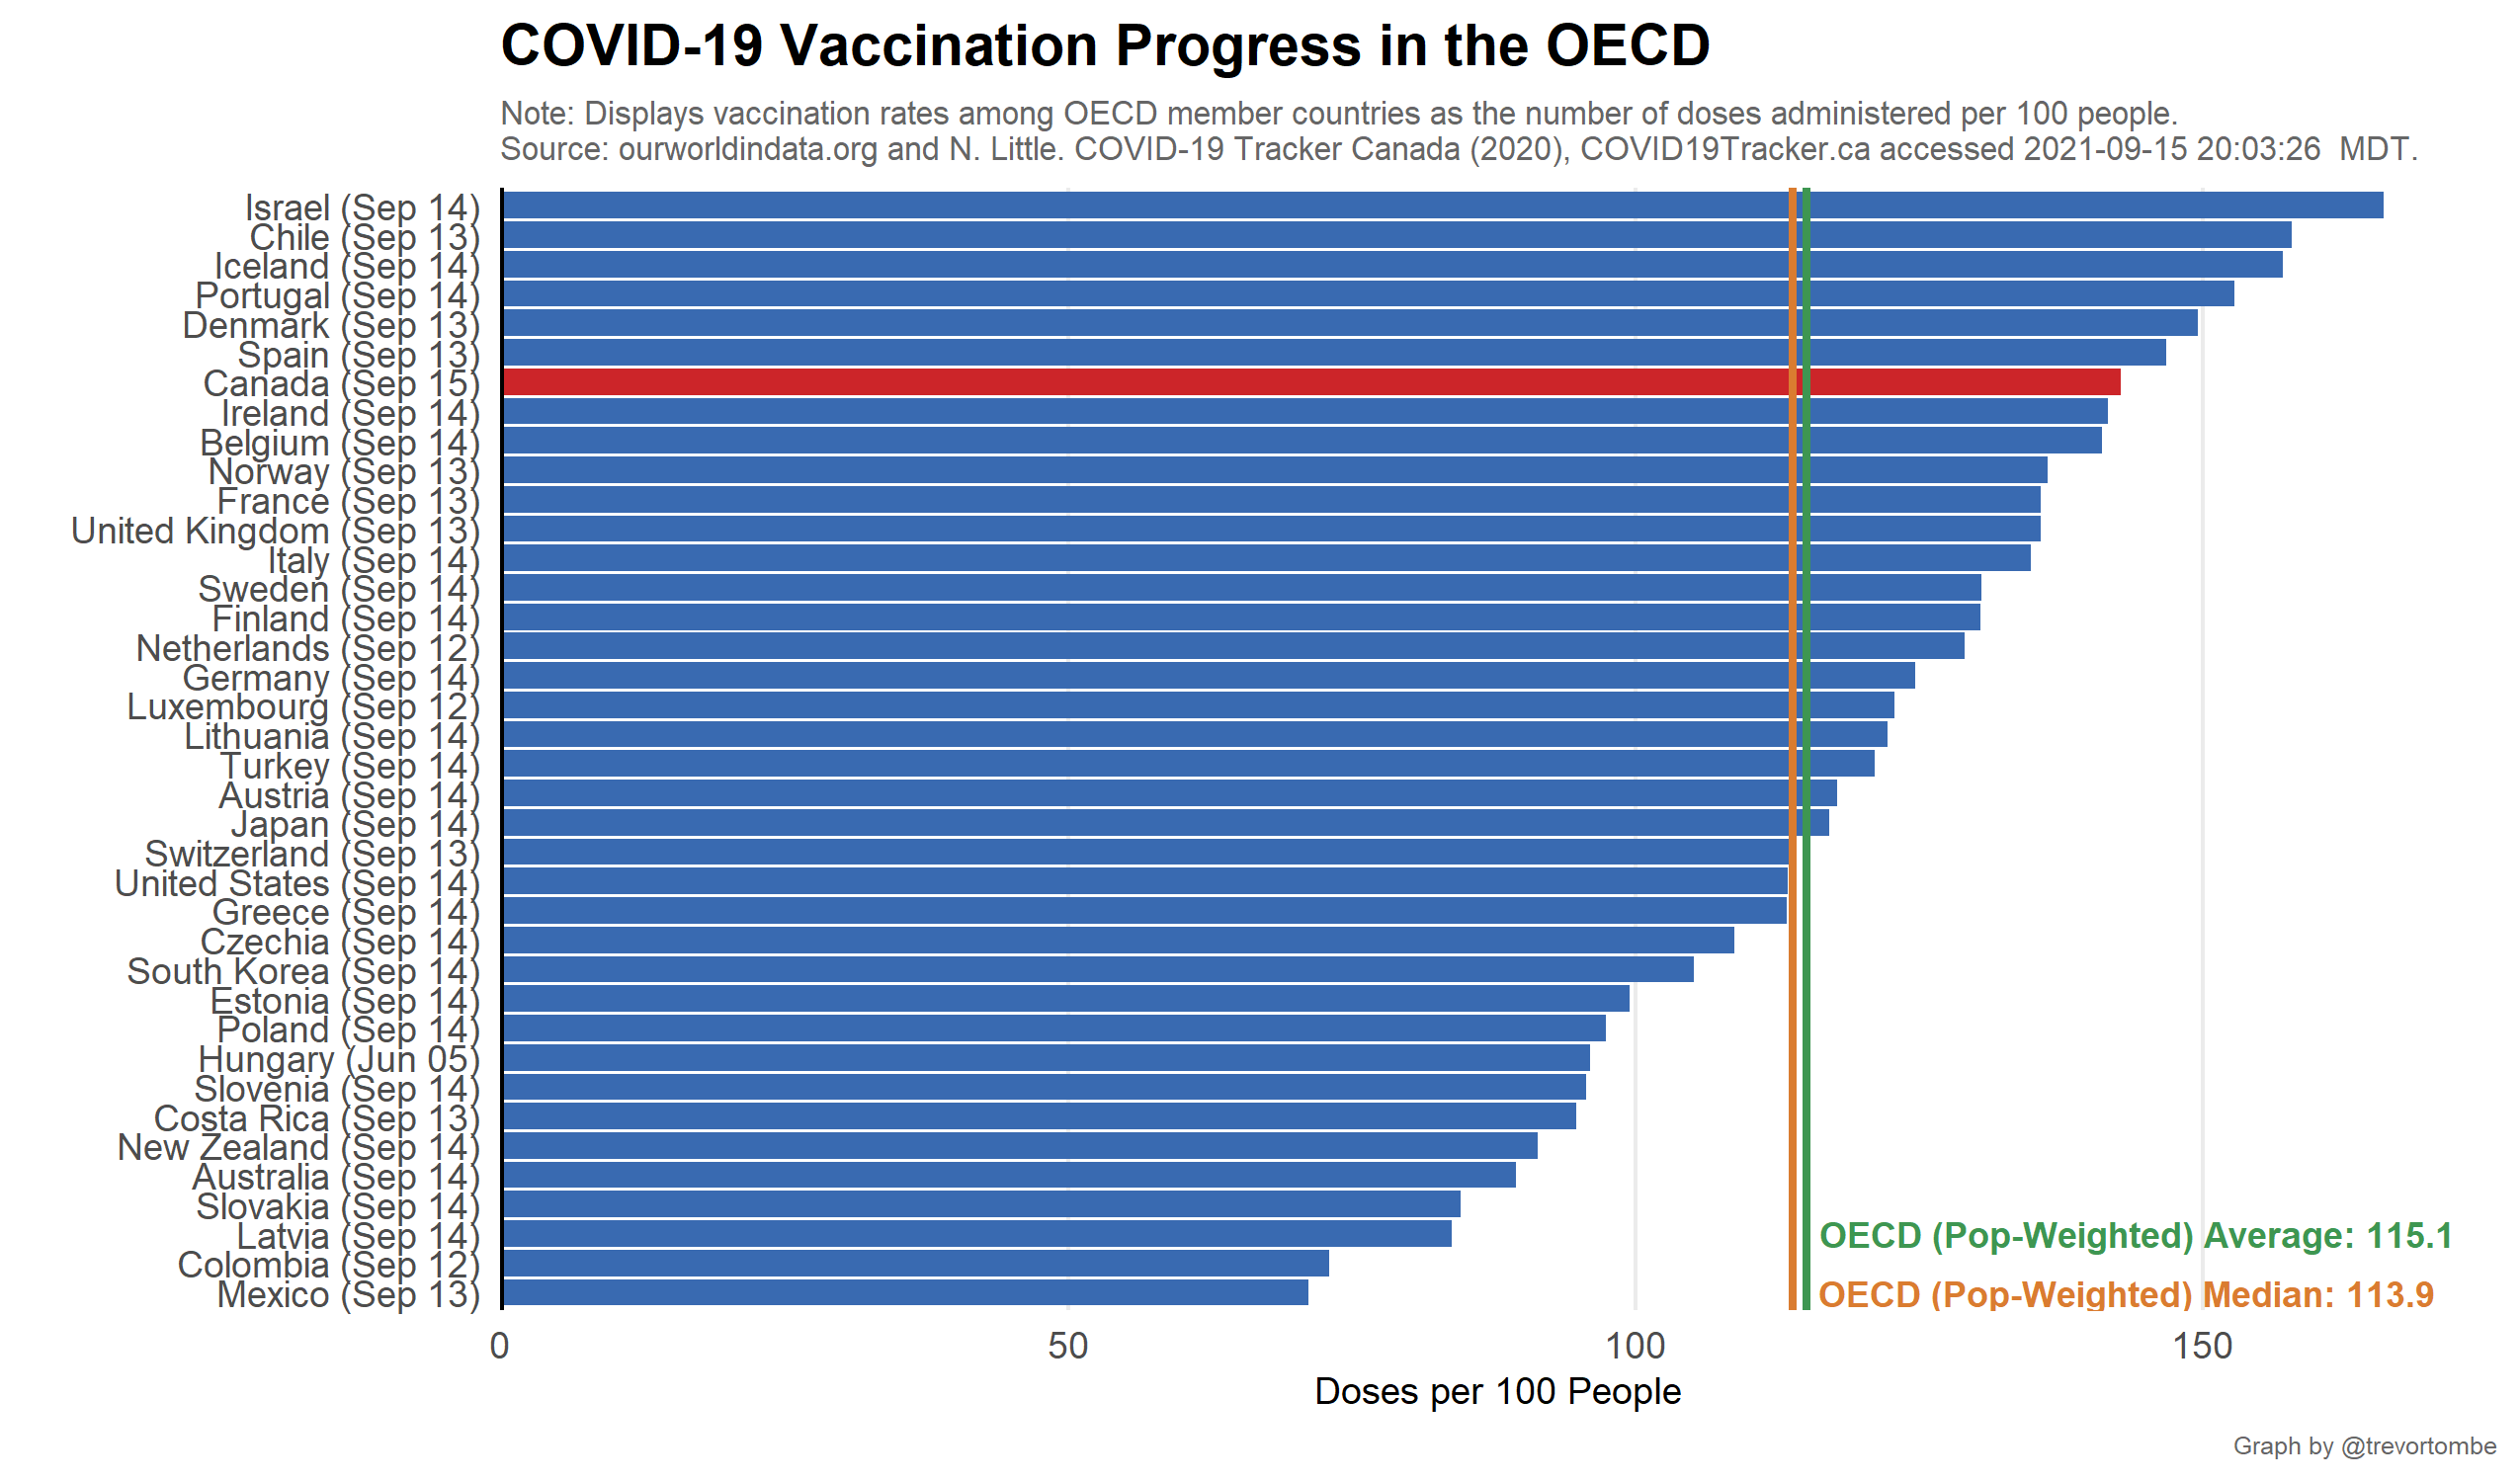 COVID-19 Vaccination Progress in the OECD
Note: Displays vaccination rates among OECD member countries as the number of doses administered per 100 people.
Source: ourworldindata.org and N. Little. COVID-19 Tracker Canada (2020), COVID19Tracker.ca accessed 2021-09-15 20:03:26  MDT.
Israel (Sep 14)
Chile (Sep 13)
Iceland (Sep 14)
Portugal (Sep 14)
Denmark (Sep 13)
Spain (Sep 13)
Canada (Sep 15)
Ireland (Sep 14)
Belgium (Sep 14)
Norway (Sep 13)
France (Sep 13)
United Kingdom (Sep 13)
Italy (Sep 14)
Sweden (Sep 14)
Finland (Sep 14)
Netherlands (Sep 12)
Germany (Sep 14)
Luxembourg (Sep 12)
Lithuania (Sep 14)
Turkey (Sep 14)
Austria (Sep 14)
Japan (Sep 14)
Switzerland (Sep 13)
United States (Sep 14)
Greece (Sep 14)
Czechia (Sep 14)
South Korea (Sep 14)
Estonia (Sep 14)
Poland (Sep 14)
Hungary (Jun 05)
Slovenia (Sep 14)
Costa Rica (Sep 13)
New Zealand (Sep 14)
Australia (Sep 14)
Slovakia (Sep 14)
Latvia (Sep 14)
OECD (Pop-Weighted) Average: 115.1
Colombia (Sep 12)
Mexico (Sep 13)
OECD (Pop-Weighted) Median: 113.9
0 50 100 150
Doses per 100 People
Graph by @trevortombe